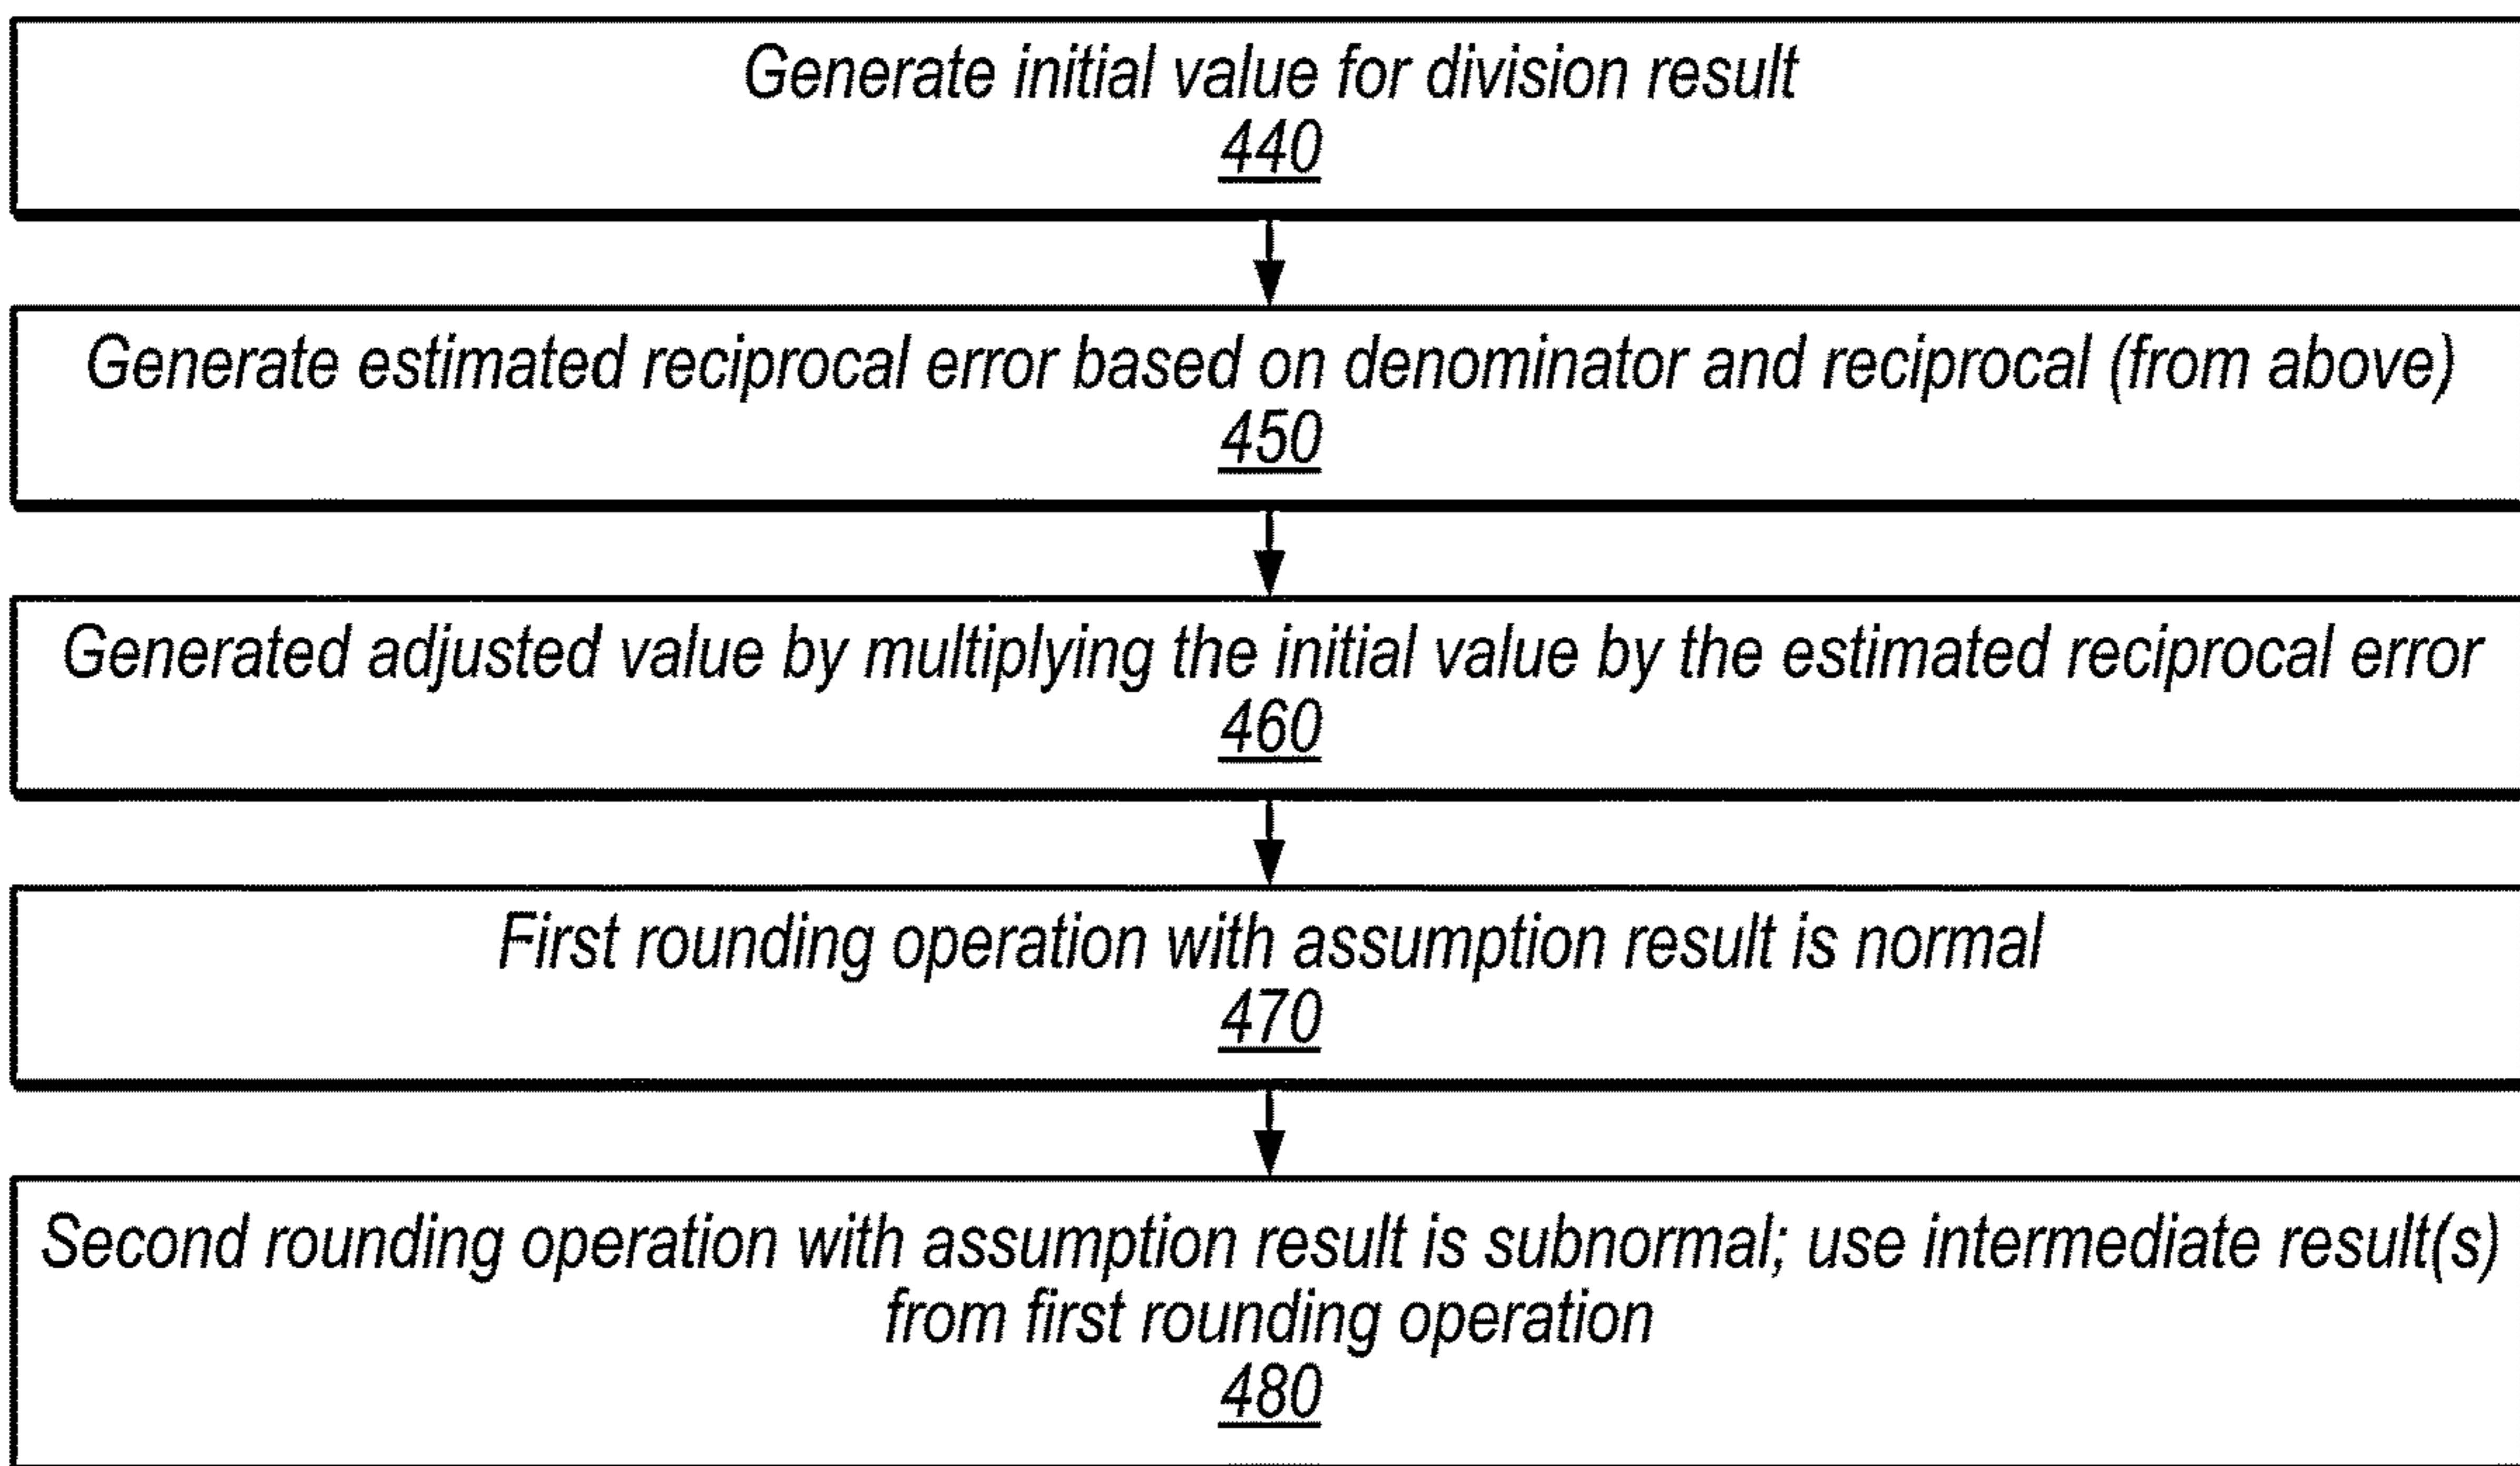 Generate initial value for division result
440
Generate estimated reciprocal error based on denominator and reciprocal (from above)
450
Generated adjusted value by multiplying the initial value by the estimated reciprocal error
460
First rounding operation with assumption result is normal
470
Second rounding operation with assumption result is subnormal; use intermediate result(s)
from first rounding operation
480